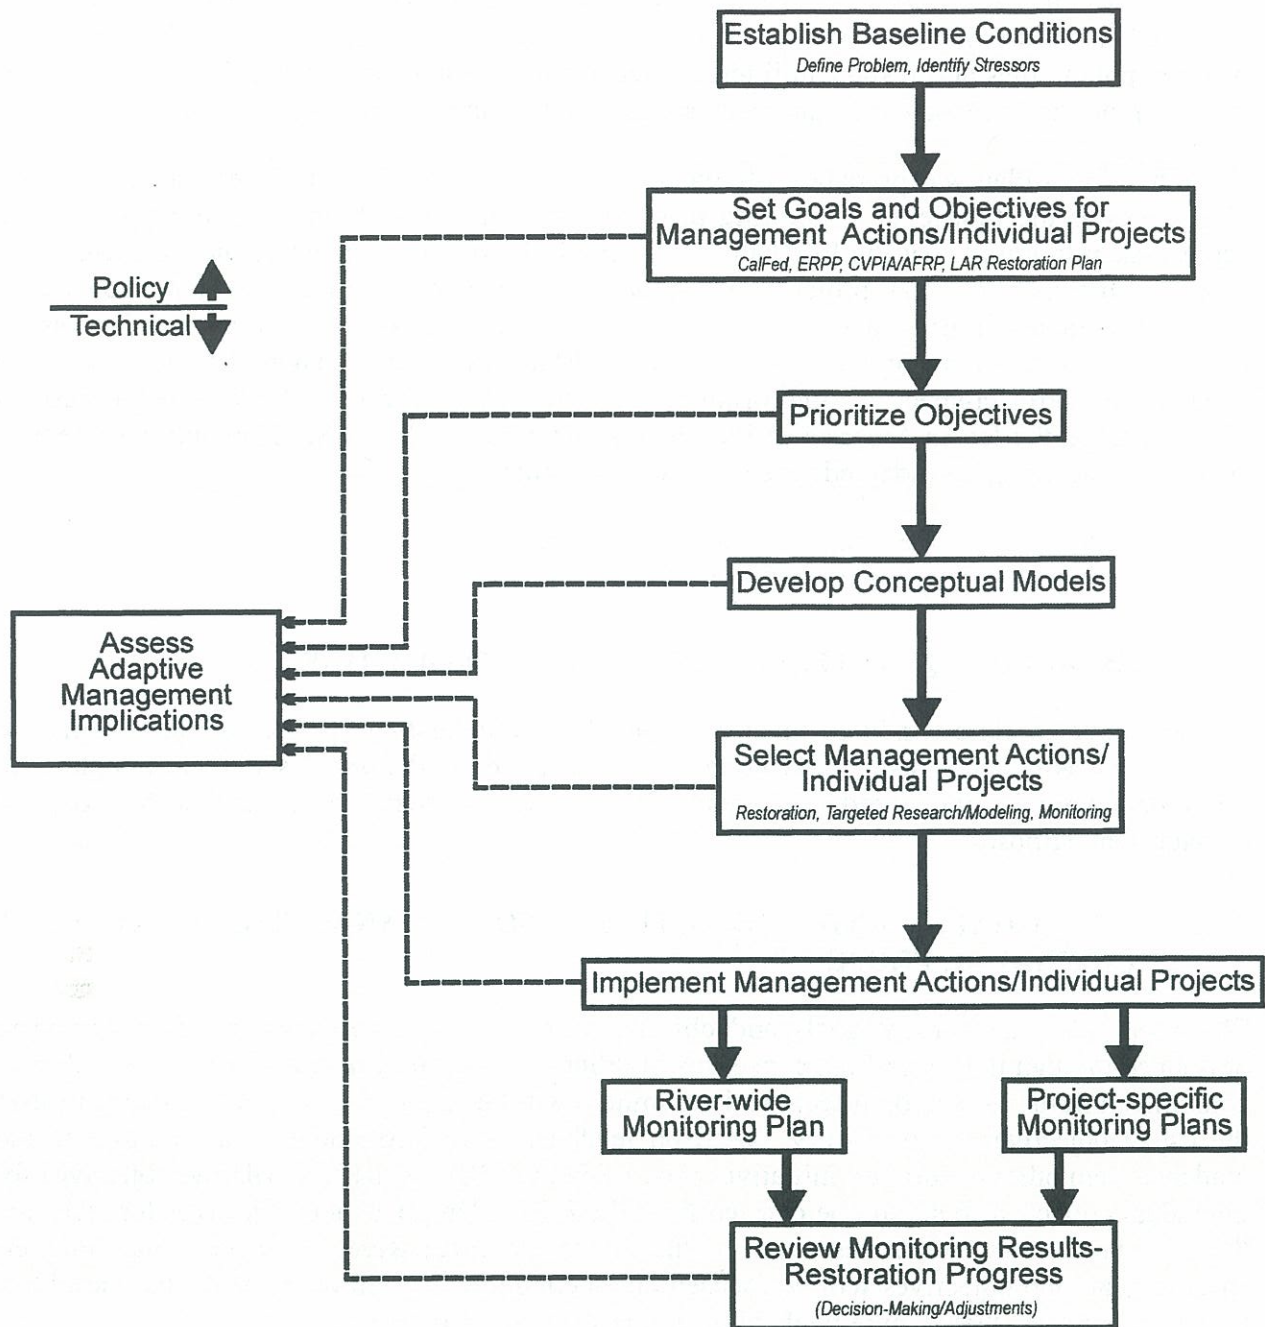 Establish Baseline Conditions
Define Problem, Identify Stressors
Set Goals and Objectives for
Management Actions/Individual Projects
CalFed, ERPP, CVPIA/AFRP, LAR Restoration Plan
Policy
Technical
Prioritize Objectives
Develop Conceptual Models
Assess
Adaptive
Management
Implications
Select Management Actions/
Individual Projects
Restoration, Targeted Research/Modeling, Monitoring
Implement Management Actions/Individual Projects
River-wide
Monitoring Plan
Project-specific
Monitoring Plans
Review Monitoring Results-
Restoration Progress
(Decision-Making/Adjustments)